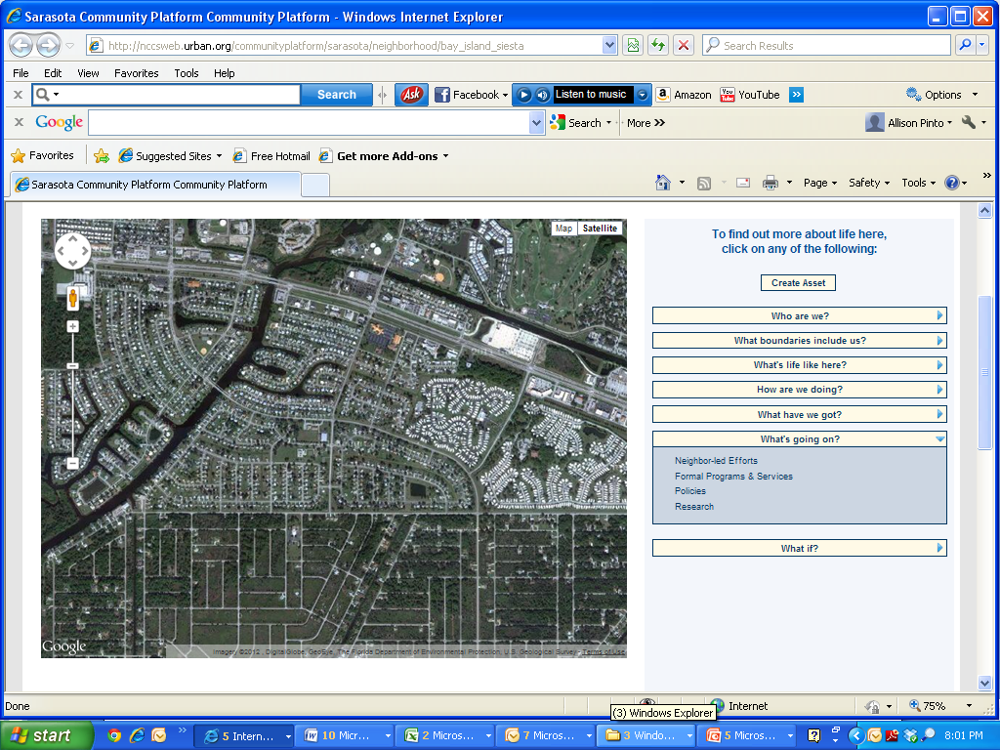 Sarasota Community Platform Community Platform - Windows Internet Explorer
http://nccsweb.urban.org/communityplatform/sarasota/neighborhood/bay_island_siesta
Search Results
File Edit View Favorites Tools Help
x Search Ask Facebook Listen to music Amazon You Tube YouTube » Options
x Google Search More » Allison Pinto
Favorites Suggested Sites Free Hotmail Get more Add-ons
Sarasota Community Platform Community Platform Page Safety Tools »
Map Satellite
To find out more about life here,
click on any of the following:
Create Asset
Who are we?
What boundaries include us?
What's life like here?
How are we doing?
What have we got?
What's going on?
Neighbor-led Efforts
Formal Programs & Services
Policies
Research
What if?
Google
Imagery ©2012 , DigitalGlobe, GeoEye, The Florida Department of Environmental Protection, U.S. Geological Survey - Terms of Use
Done Internet 75%
(3) Windows Explorer
start » 5 Intern... 10 Micr... 2 Micros... 7 Micros... 3 Windo... 5 Micros... 8:01 PM